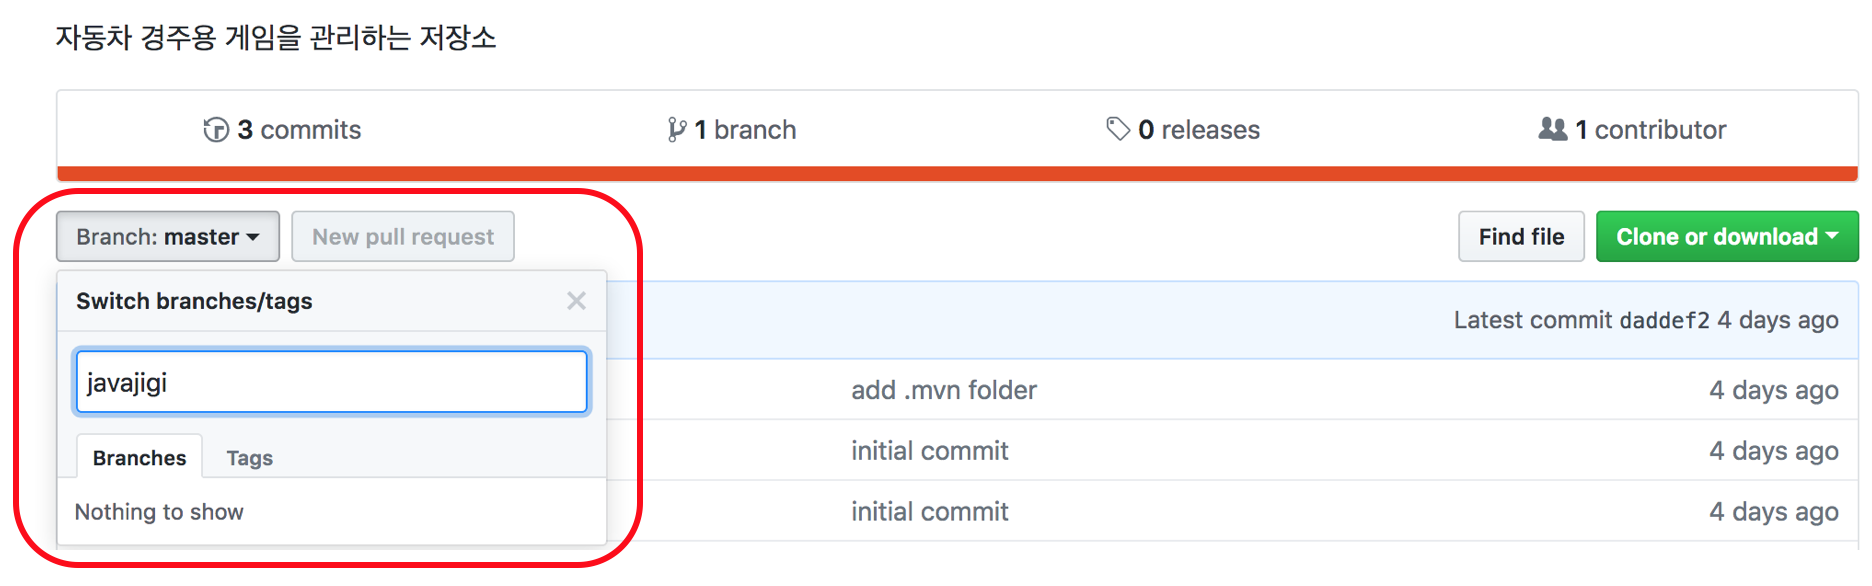 자동차 경주용 게임을 관리하는 저장소
3 commits
1 branch
0 releases
1 contributor
Branch: master
New pull request
Find file
Clone or download
Switch branches/tags
Latest commit daddef2 4 days ago
javajigi
add .mvn folder
4 days ago
Branches
Tags
initial commit
4 days ago
Nothing to show
initial commit
4 days ago